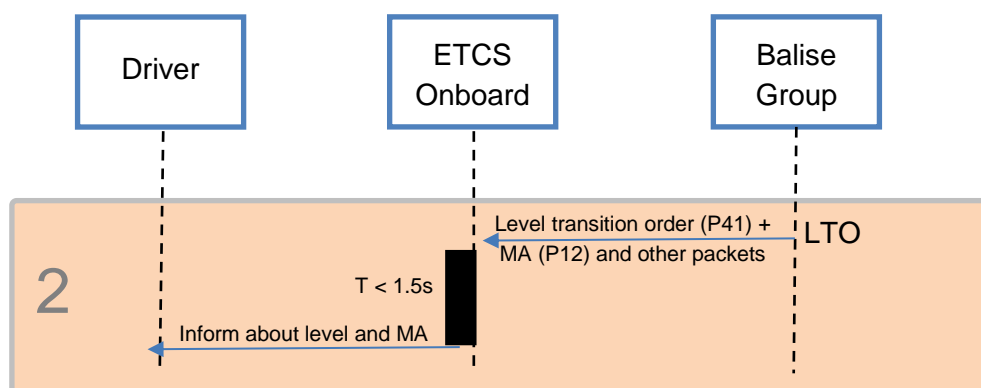 Driver
ETCS
Onboard
Balise
Group
Level transition order (P41) +
MA (P12) and other packets
LTO
2
T < 1.5s
Inform about level and MA